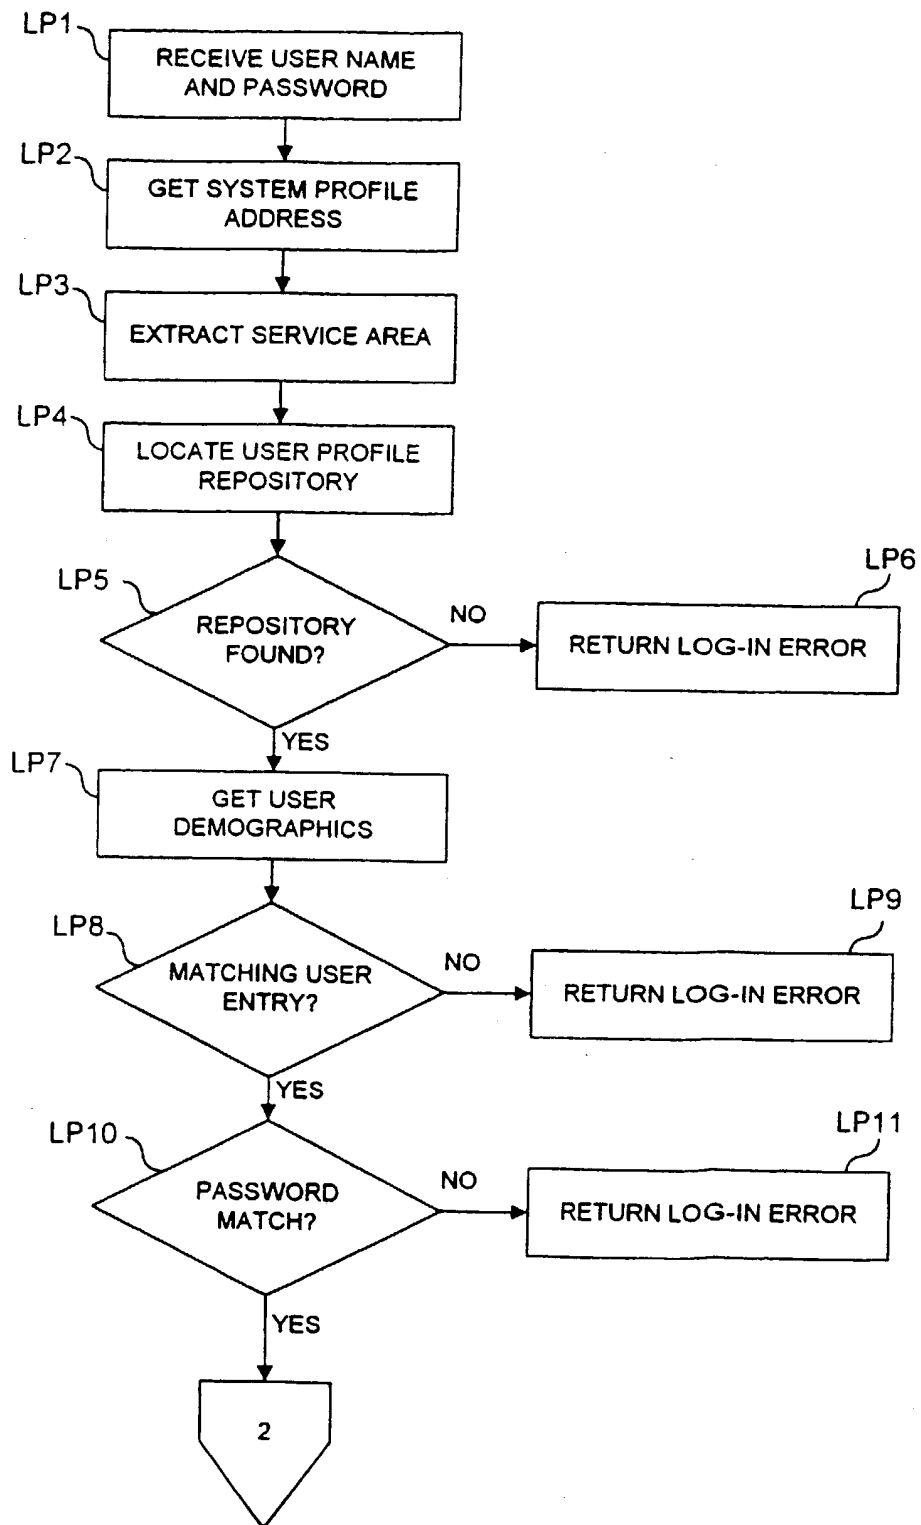 LP1
RECEIVE USER NAME
AND PASSWORD
LP2
GET SYSTEM PROFILE
ADDRESS
LP3
EXTRACT SERVICE AREA
LP4
LOCATE USER PROFILE
REPOSITORY
LP5
REPOSITORY
FOUND?
NO
LP6
RETURN LOG-IN ERROR
YES
LP7
GET USER
DEMOGRAPHICS
LP8
MATCHING USER
ENTRY?
NO
LP9
RETURN LOG-IN ERROR
YES
LP10
PASSWORD
MATCH?
NO
LP11
RETURN LOG-IN ERROR
YES
2